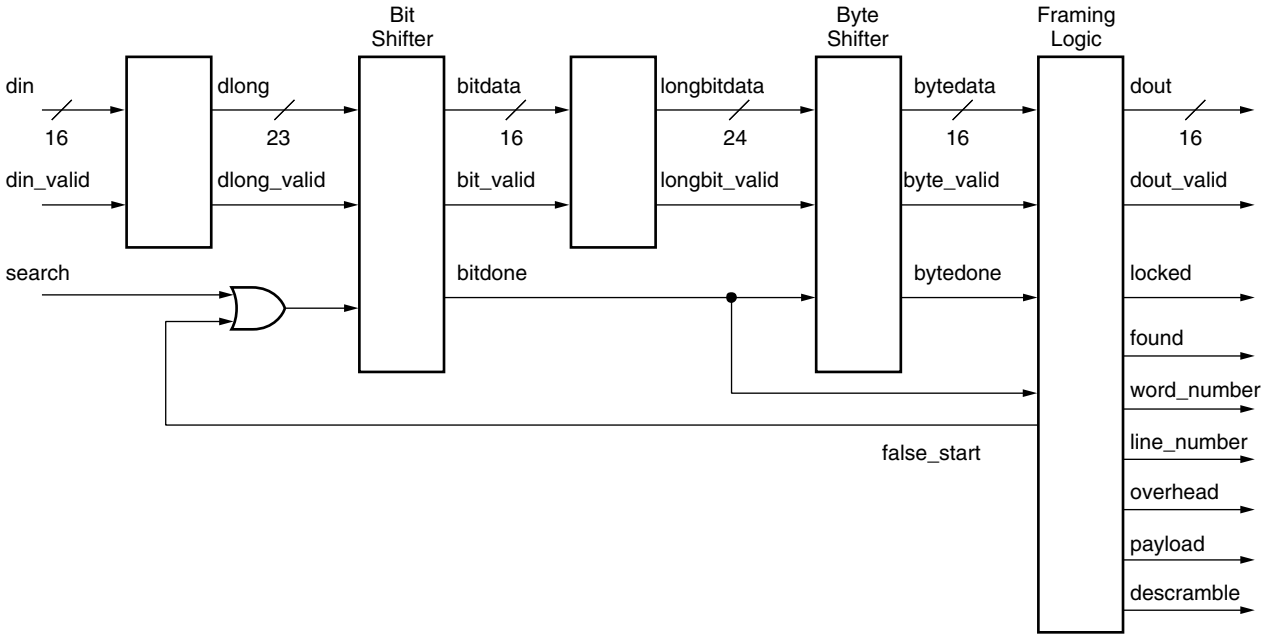 Bit
Shifter
Byte
Shifter
Framing
Logic
din
dlong
bitdata
longbitdata
bytedata
dout
16
23
16
24
16
16
din_valid
dlong_valid
bit_valid
longbit_valid
byte_valid
dout_valid
search
bitdone
bytedone
locked
found
word_number
line_number
false_start
overhead
payload
descramble